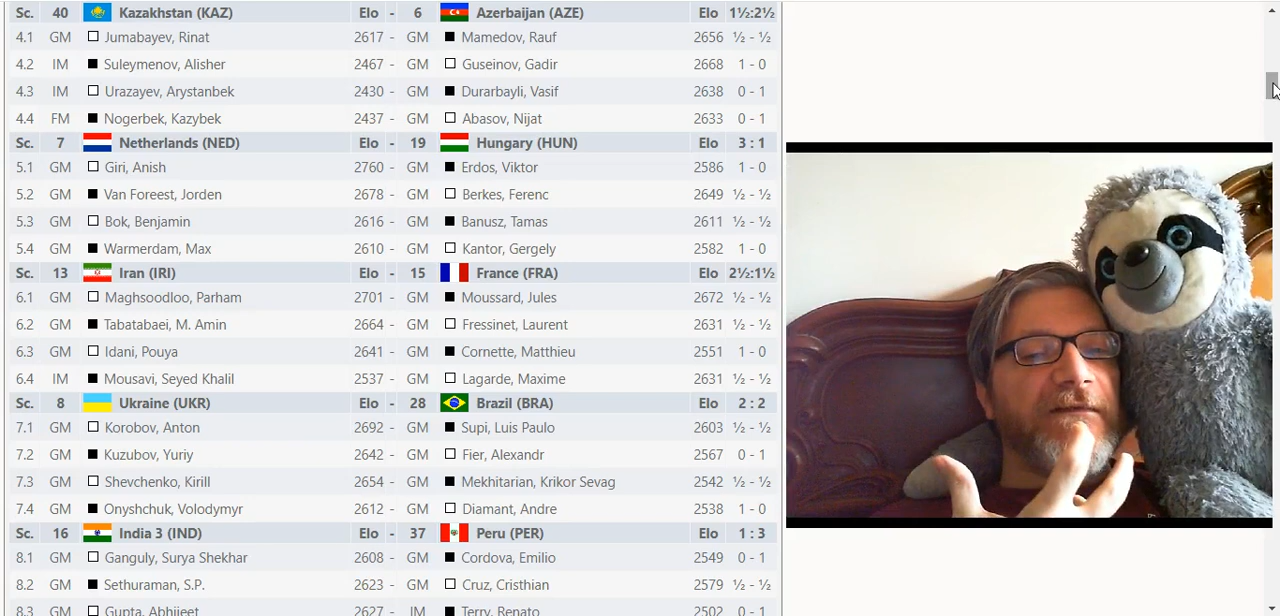 Sc. 40 Kazakhstan (KAZ) Elo - 6 Azerbaijan (AZE) Elo 1½:2½
4.1 GM Jumabayev, Rinat 2617 - GM Mamedov, Rauf 2656 ½ - ½
4.2 IM Suleymenov, Alisher 2467 - GM Guseinov, Gadir 2668 1 - 0
4.3 IM Urazayev, Arystanbek 2430 - GM Durarbayli, Vasif 2638 0 - 1
4.4 FM Nogerbek, Kazybek 2437 - GM Abasov, Nijat 2633 0 - 1
Sc. 7 Netherlands (NED) Elo - 19 Hungary (HUN) Elo 3 : 1
5.1 GM Giri, Anish 2760 - GM Erdos, Viktor 2586 1 - 0
5.2 GM Van Foreest, Jorden 2678 - GM Berkes, Ferenc 2649 ½ - ½
5.3 GM Bok, Benjamin 2616 - GM Banusz, Tamas 2611 ½ - ½
5.4 GM Warmerdam, Max 2610 - GM Kantor, Gergely 2582 1 - 0
Sc. 13 Iran (IRI) Elo - 15 France (FRA) Elo 2½:1½
6.1 GM Maghsoodloo, Parham 2701 - GM Moussard, Jules 2672 ½ - ½
6.2 GM Tabatabaei, M. Amin 2664 - GM Fressinet, Laurent 2631 ½ - ½
6.3 GM Idani, Pouya 2641 - GM Cornette, Matthieu 2551 1 - 0
6.4 IM Mousavi, Seyed Khalil 2537 - GM Lagarde, Maxime 2631 ½ - ½
Sc. 8 Ukraine (UKR) Elo - 28 Brazil (BRA) Elo 2 : 2
7.1 GM Korobov, Anton 2692 - GM Supi, Luis Paulo 2603 ½ - ½
7.2 GM Kuzubov, Yuriy 2642 - GM Fier, Alexandr 2567 0 - 1
7.3 GM Shevchenko, Kirill 2654 - GM Mekhitarian, Krikor Sevag 2542 ½ - ½
7.4 GM Onyshchuk, Volodymyr 2612 - GM Diamant, Andre 2538 1 - 0
Sc. 16 India 3 (IND) Elo - 37 Peru (PER) Elo 1 : 3
8.1 GM Ganguly, Surya Shekhar 2608 - GM Cordova, Emilio 2549 0 - 1
8.2 GM Sethuraman, S.P. 2623 - GM Cruz, Cristhian 2579 ½ - ½
8.3 GM Gupta, Abhijeet 2627 - IM Terry, Renato 2502 0 - 1